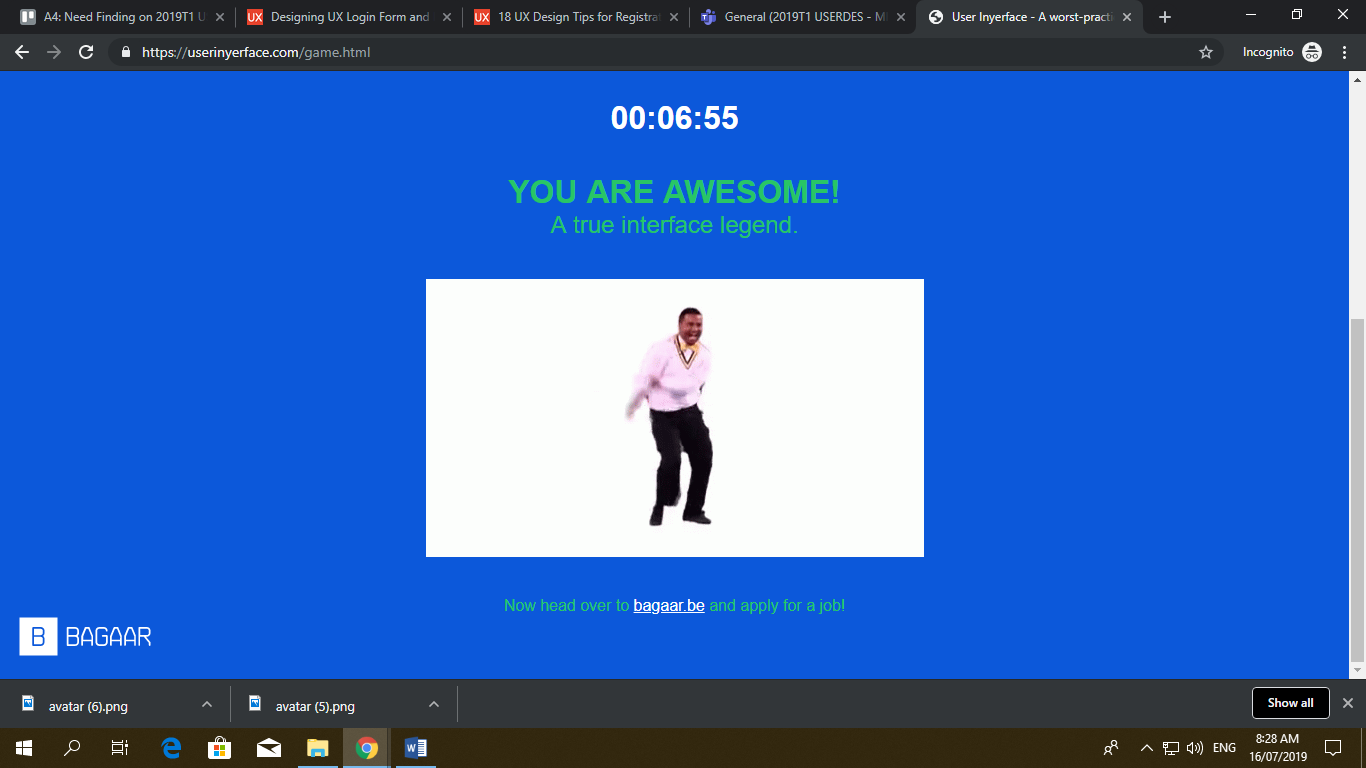 A4: Need Finding on 2019T1 U
UX Designing UX Login Form and
UX 18 UX Design Tips for Registra
General (2019T1 USERDES - M
User Inyerface - A worst-practi
https://userinyerface.com/game.html
Incognito
00:06:55
YOU ARE AWESOME!
A true interface legend.
Now head over to bagaar.be and apply for a job!
B BAGAAR
avatar (6).png
avatar (5).png
Show all
W
ENG
8:28 AM
16/07/2019